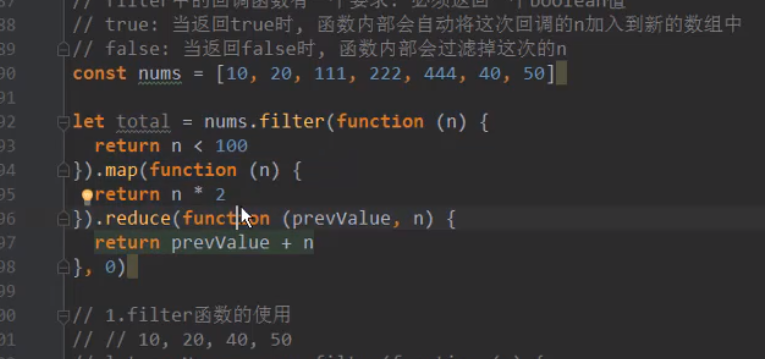 87 // filter中的回调函数有一个要求: 必须返回一个boolean值
88 // true: 当返回true时, 函数内部会自动将这次回调的n加入到新的数组中
89 // false: 当返回false时, 函数内部会过滤掉这次的n
90 const nums = [10, 20, 111, 222, 444, 40, 50]
91
92 let total = nums.filter(function (n) {
93 return n < 100
94 }).map(function (n) {
95 return n * 2
96 }).reduce(function (prevValue, n) {
97 return prevValue + n
98 }, 0)
99
00 // 1.filter函数的使用
01 // // 10, 20, 40, 50